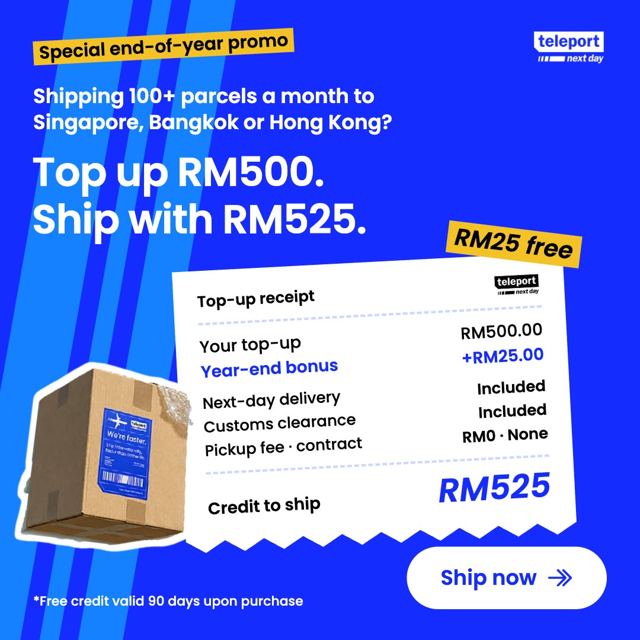 Special end-of-year promo
teleport
next day
Shipping 100+ parcels a month to
Singapore, Bangkok or Hong Kong?
Top up RM500.
Ship with RM525.
RM25 free
Top-up receipt
teleport
next day
Your top-up RM500.00
Year-end bonus +RM25.00
Next-day delivery Included
Customs clearance Included
Pickup fee · contract RM0 · None
Credit to ship RM525
teleport
We're faster.
Ship now
*Free credit valid 90 days upon purchase